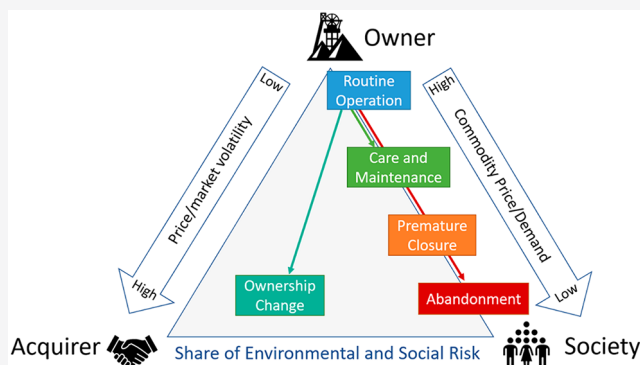 Owner
Low
Price/market volatility
High
High
Commodity Price/Demand
Low
Routine
Operation
Care and
Maintenance
Premature
Closure
Ownership
Change
Abandonment
Acquirer
Share of Environmental and Social Risk
Society